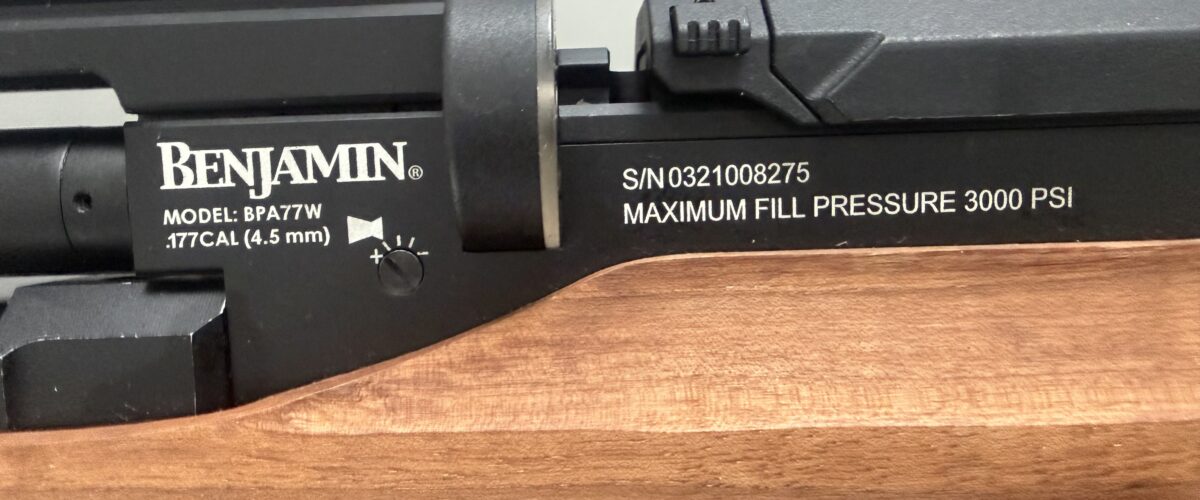 BENJAMIN®
MODEL: BPA77W
.177CAL (4.5 mm)
+ -
S/N 0321008275
MAXIMUM FILL PRESSURE 3000 PSI